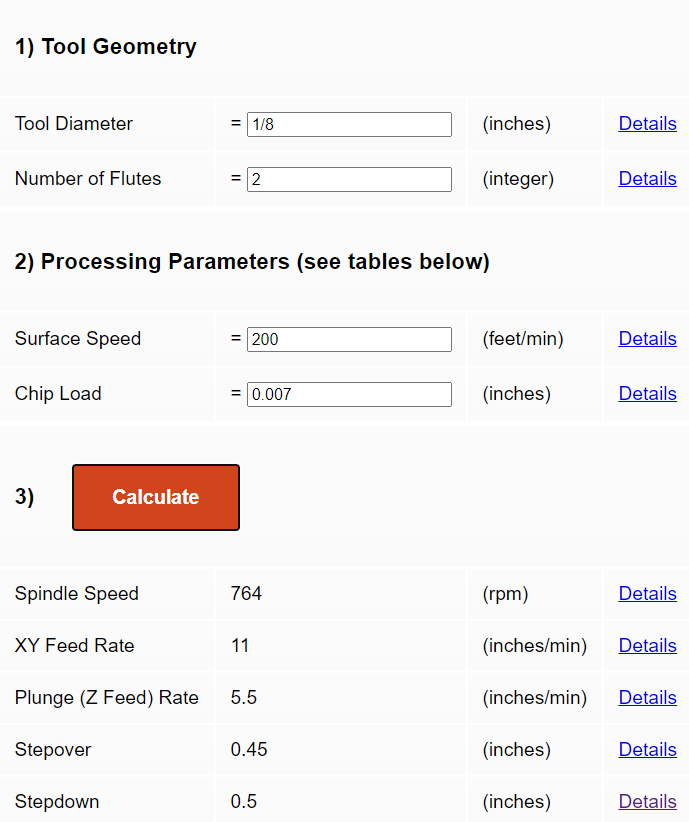 1) Tool Geometry
Tool Diameter = 1/8 (inches) Details
Number of Flutes = 2 (integer) Details
2) Processing Parameters (see tables below)
Surface Speed = 200 (feet/min) Details
Chip Load = 0.007 (inches) Details
3) Calculate
Spindle Speed 764 (rpm) Details
XY Feed Rate 11 (inches/min) Details
Plunge (Z Feed) Rate 5.5 (inches/min) Details
Stepover 0.45 (inches) Details
Stepdown 0.5 (inches) Details